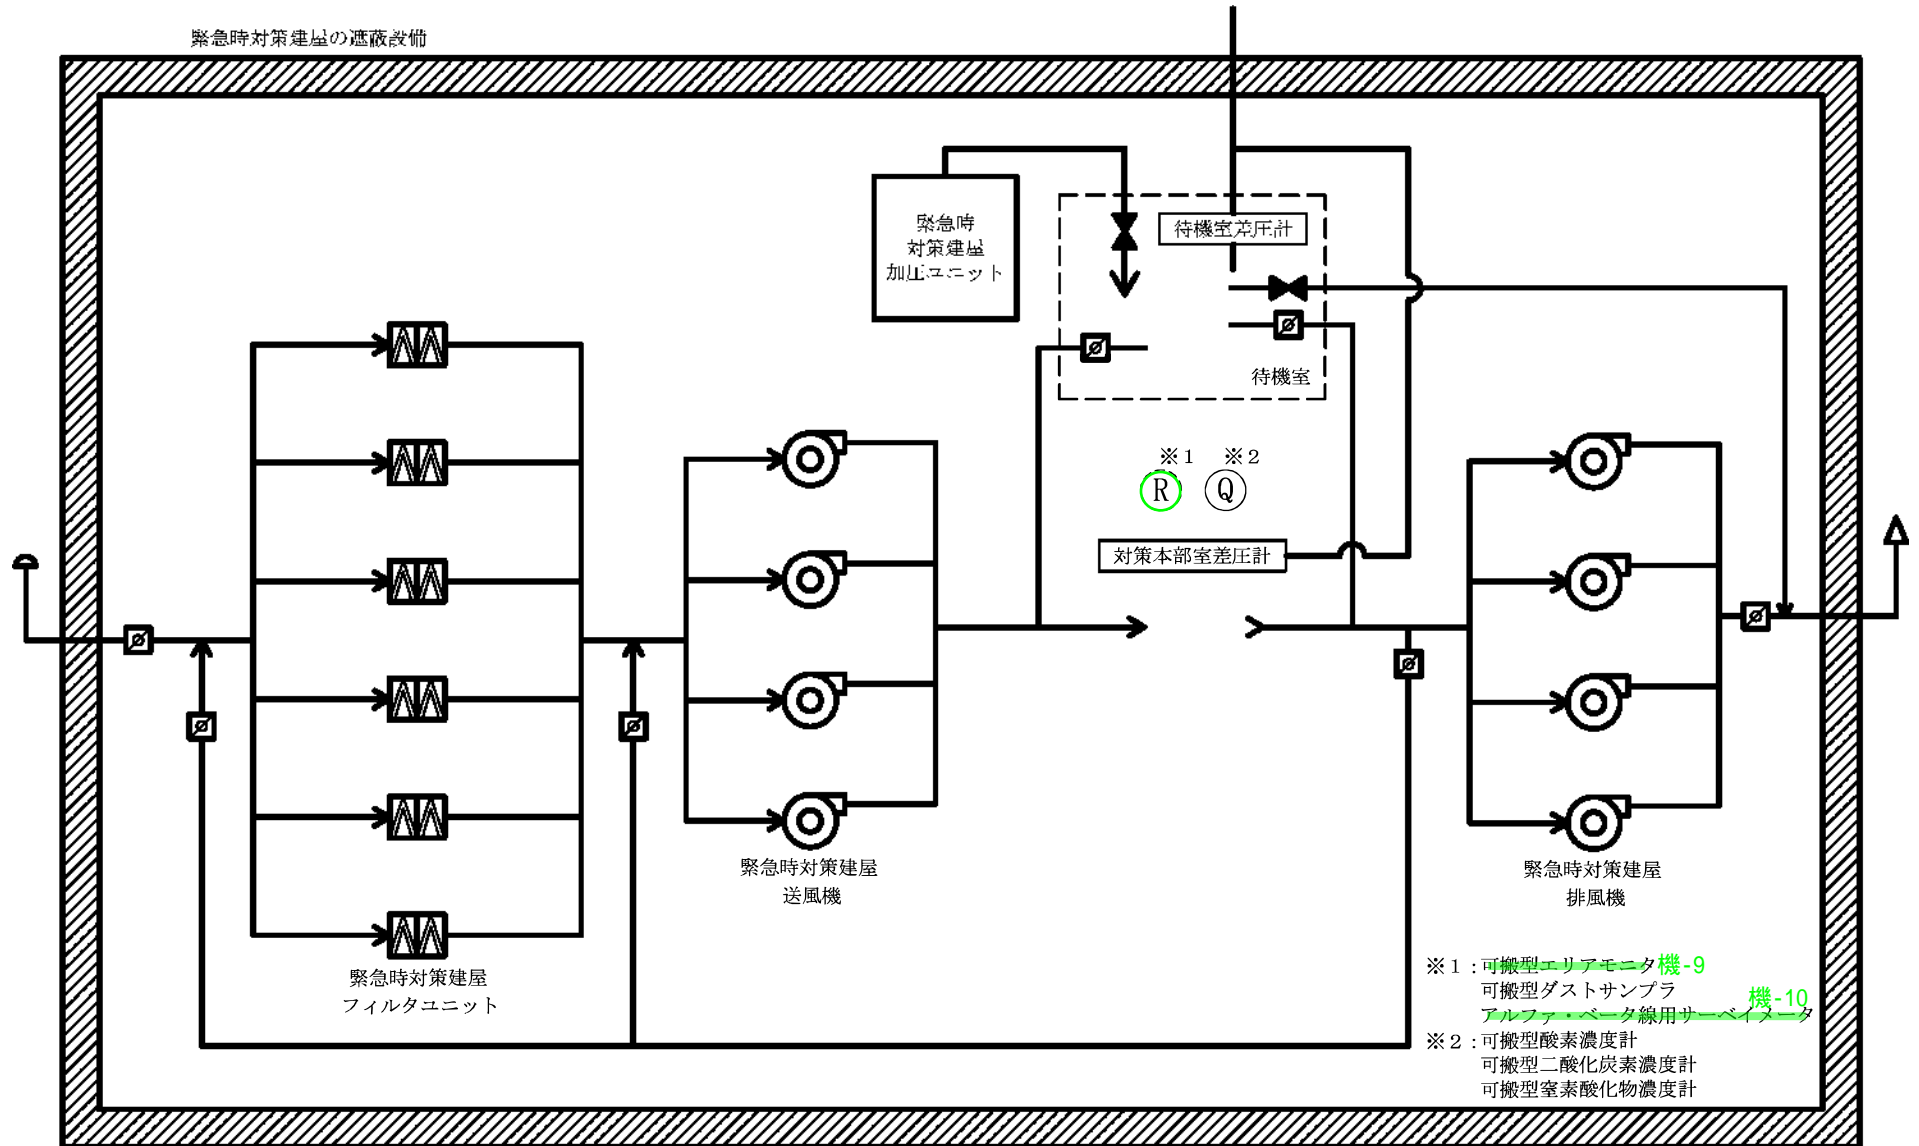 緊急時対策建屋の遮蔽設備
緊急時
対策建屋
加圧ユニット
待機室差圧計
待機室
※1 ※2
R Q
対策本部室差圧計
緊急時対策建屋
送風機
緊急時対策建屋
排風機
緊急時対策建屋
フィルタユニット
※1：可搬型エリアモニタ 機-9
可搬型ダストサンプラ
機-10
アルファ・ベータ線用サーベイメータ
※2：可搬型酸素濃度計
可搬型二酸化炭素濃度計
可搬型窒素酸化物濃度計